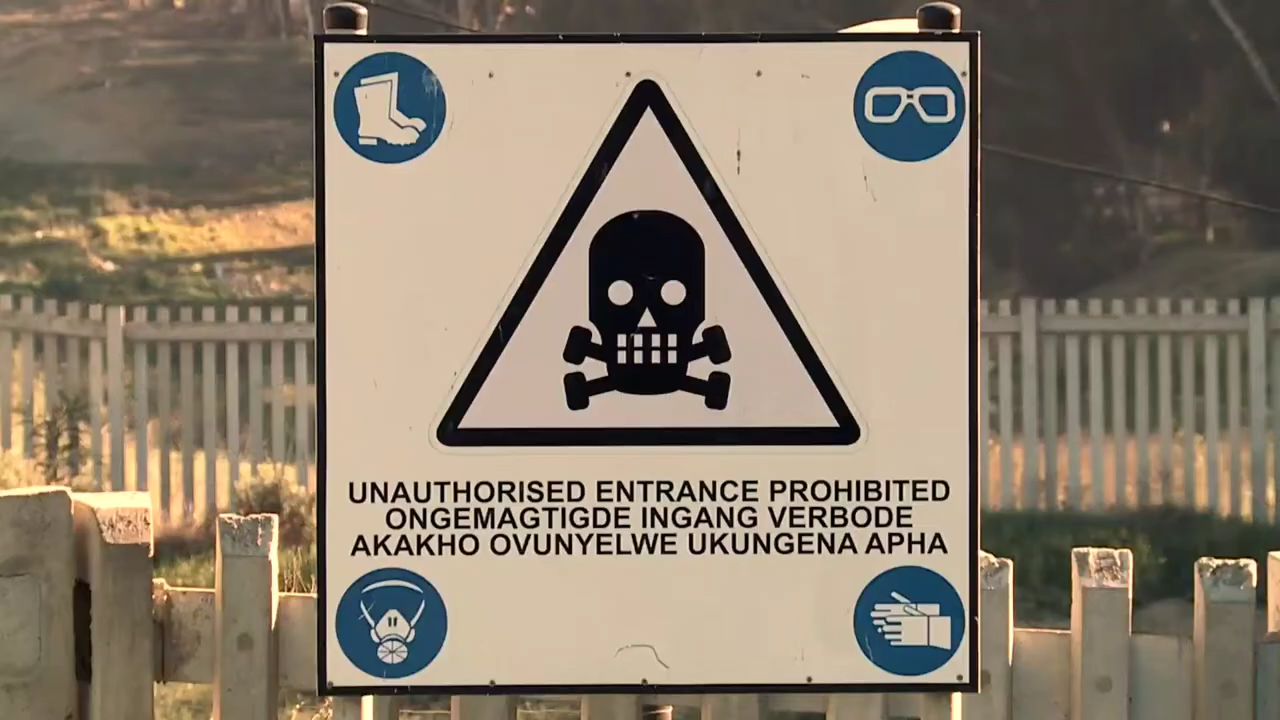 UNAUTHORISED ENTRANCE PROHIBITED
ONGEMAGTIGDE INGANG VERBODE
AKAKHO OVUNYELWE UKUNGENA APHA